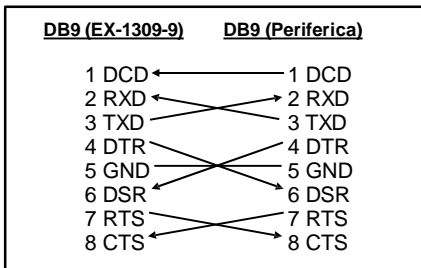 DB9 (EX-1309-9) DB9 (Periferica)
1 DCD 1 DCD
2 RXD 2 RXD
3 TXD 3 TXD
4 DTR 4 DTR
5 GND 5 GND
6 DSR 6 DSR
7 RTS 7 RTS
8 CTS 8 CTS